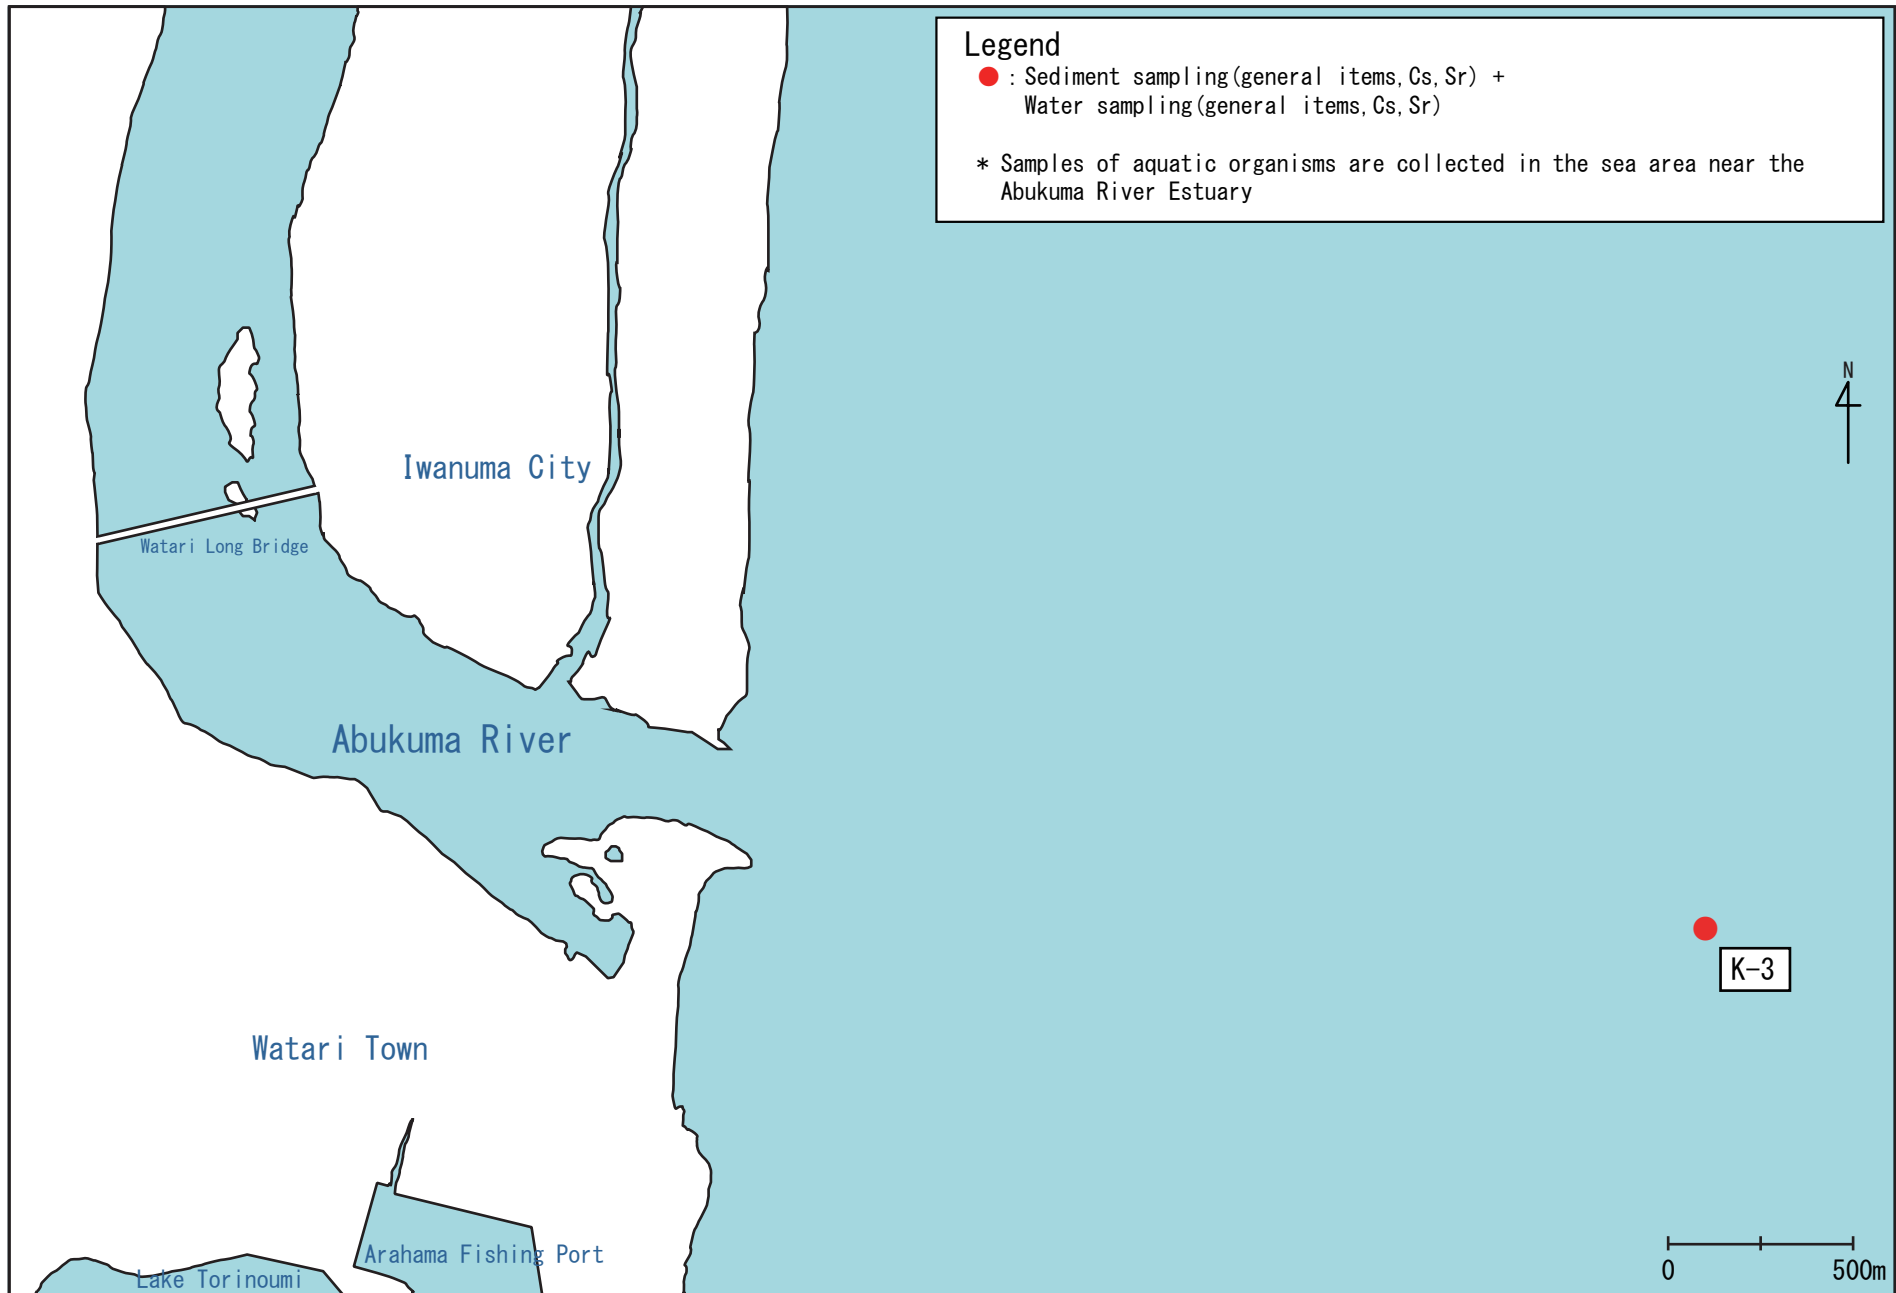 Legend
: Sediment sampling(general items,Cs,Sr) +
Water sampling(general items,Cs,Sr)
* Samples of aquatic organisms are collected in the sea area near the
Abukuma River Estuary
N
Iwanuma City
Watari Long Bridge
Abukuma River
K-3
Watari Town
Arahama Fishing Port
Lake Torinoumi
0 500m